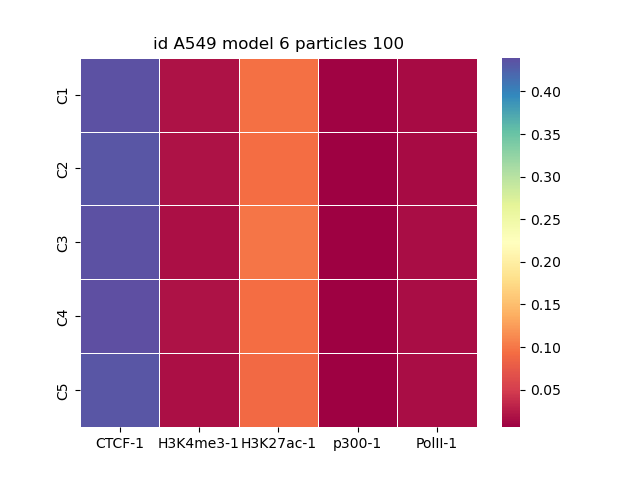 id A549 model 6 particles 100
C1
C2
C3
C4
C5
CTCF-1 H3K4me3-1 H3K27ac-1 p300-1 PolII-1
0.40
0.35
0.30
0.25
0.20
0.15
0.10
0.05